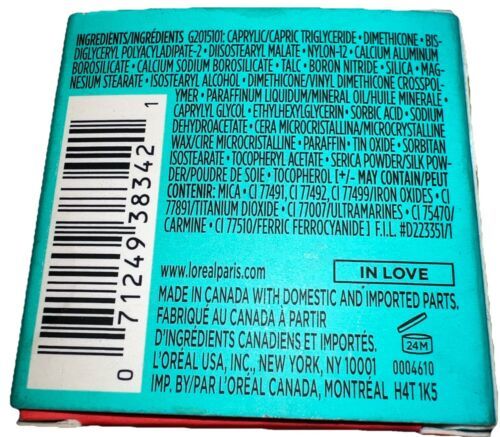 INGREDIENTS/INGRÉDIENTS G201510 1: CAPRYLIC/CAPRIC TRIGLYCERIDE • DIMETHICONE • BIS-
DIGLYCERYL POLYACYLADIPATE-2 • DIISOSTEARYL MALATE • NYLON-12 • CALCIUM ALUMINUM
BOROSILICATE • CALCIUM SODIUM BOROSILICATE • TALC • BORON NITRIDE • SILICA • MAG-
NESIUM STEARATE • ISOSTEARYL ALCOHOL • DIMETHICONE/VINYL DIMETHICONE CROSSPOL-
YMER • PARAFFINUM LIQUIDUM/MINERAL OIL/HUILE MINERALE •
CAPRYLYL GLYCOL • ETHYLHEXYLGLYCERIN • SORBIC ACID • SODIUM
DEHYDROACETATE • CERA MICROCRISTALLINA/MICROCRYSTALLINE
WAX/CIRE MICROCRISTALLINE • PARAFFIN • TIN OXIDE • SORBITAN
ISOSTEARATE • TOCOPHERYL ACETATE • SERICA POWDER/SILK POW-
DER/POUDRE DE SOIE • TOCOPHEROL [+/- MAY CONTAIN/PEUT
CONTENIR: MICA • CI 77491, CI 77492, CI 77499/IRON OXIDES • CI
77891/TITANIUM DIOXIDE • CI 77007/ULTRAMARINES • CI 75470/
CARMINE • CI 77510/FERRIC FERROCYANIDE] F.I.L. #D223351/1
0 71249 38342 1
www.lorealparis.com
IN LOVE
MADE IN CANADA WITH DOMESTIC AND IMPORTED PARTS.
FABRIQUÉ AU CANADA À PARTIR
D'INGRÉDIENTS CANADIENS ET IMPORTÉS.
24M
L'ORÉAL USA, INC., NEW YORK, NY 10001
0004610
IMP. BY/PAR L'ORÉAL CANADA, MONTRÉAL H4T 1K5